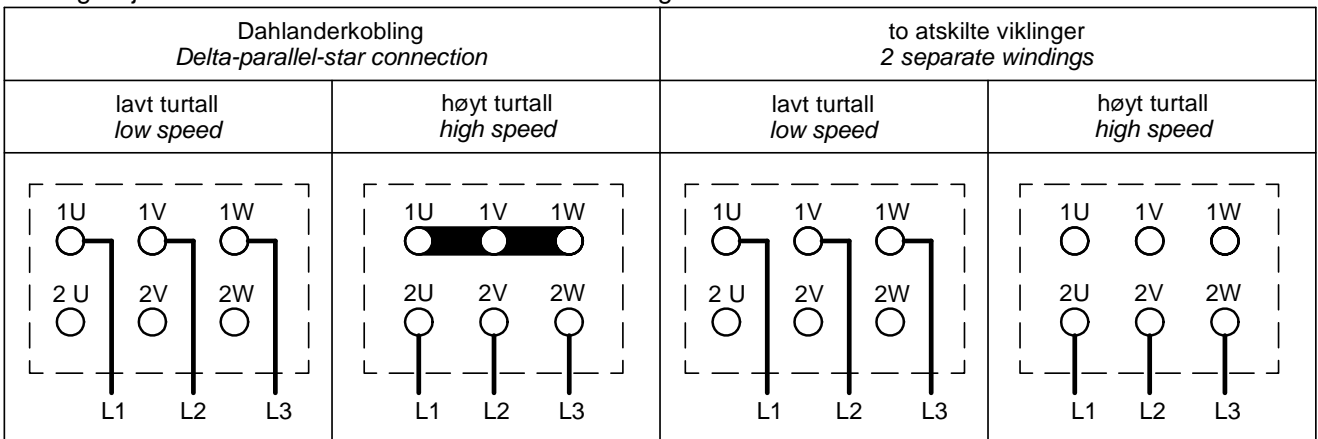 Dahlanderkobling
Delta-parallel-star connection
to atskilte viklinger
2 separate windings
lavt turtall
low speed
høyt turtall
high speed
lavt turtall
low speed
høyt turtall
high speed
1U 1V 1W
2 U 2V 2W
L1 L2 L3
1U 1V 1W
2U 2V 2W
L1 L2 L3
1U 1V 1W
2 U 2V 2W
L1 L2 L3
1U 1V 1W
2U 2V 2W
L1 L2 L3